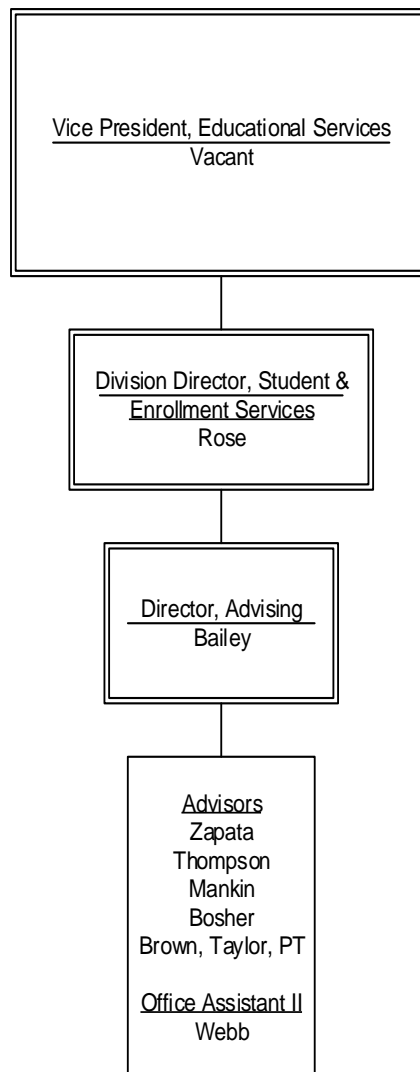 Vice President, Educational Services
Vacant
Division Director, Student &
Enrollment Services
Rose
Director, Advising
Bailey
Advisors
Zapata
Thompson
Mankin
Bosher
Brown, Taylor, PT
Office Assistant II
Webb